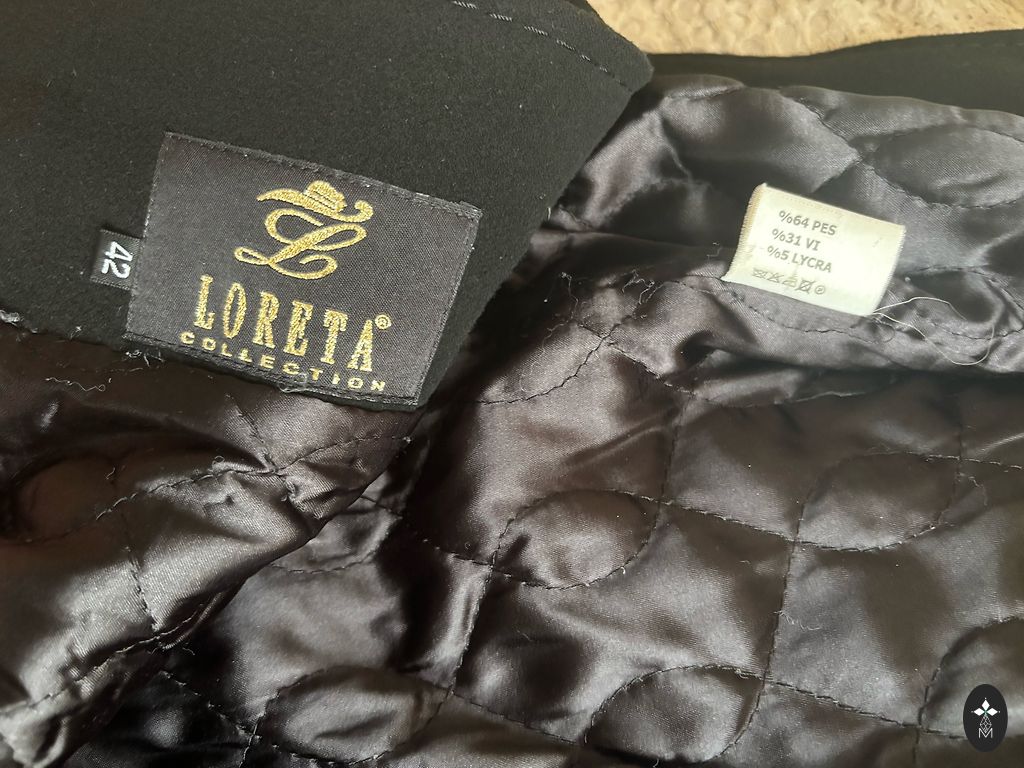 42
L
LORETA®
COLLECTION
%64 PES
%31 VI
%5 LYCRA
M